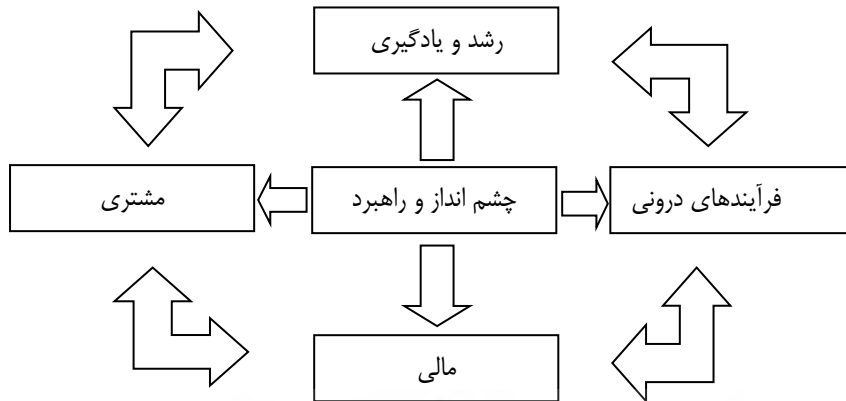 رشد و یادگیری
فرآیندهای درونی
چشم انداز و راهبرد
مشتری
مالی